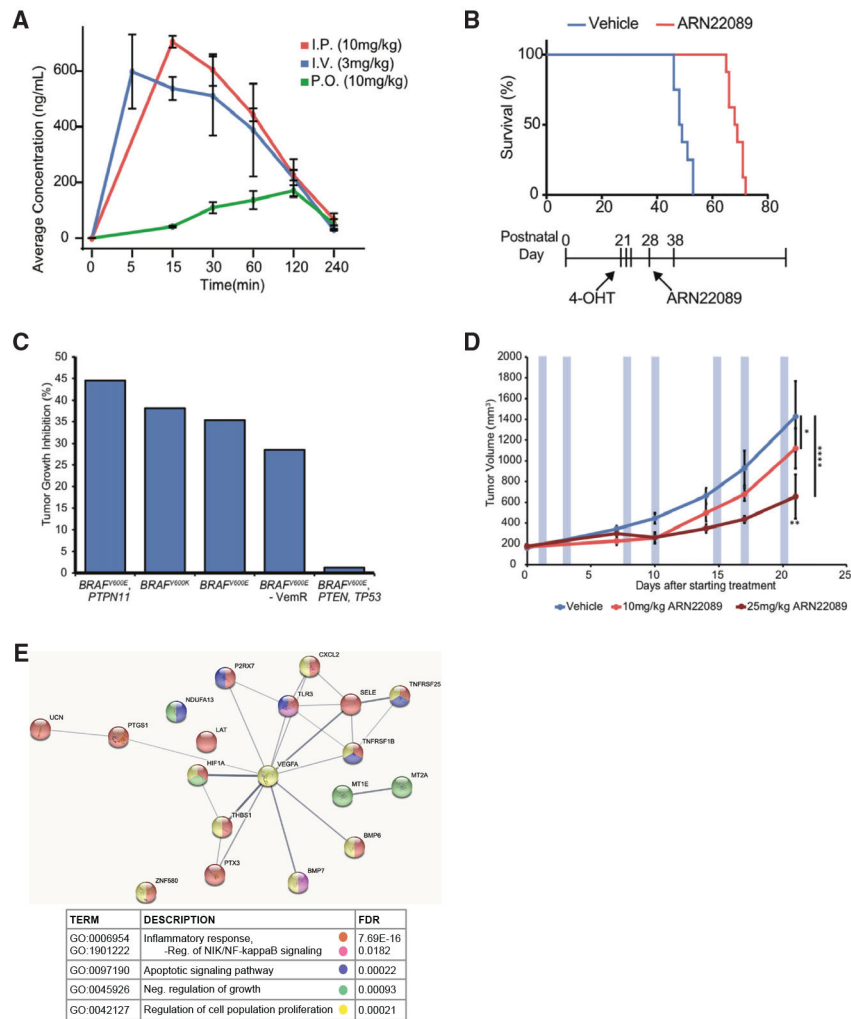 A
Average Concentration (ng/mL)
600
400
200
0
I.P. (10mg/kg)
I.V. (3mg/kg)
P.O. (10mg/kg)
0 5 15 30 60 120 240
Time(min)
B
Vehicle ARN22089
Survival (%)
100
50
0
0 20 40 60 80
Postnatal
Day
0 21 28 38
4-OHT ARN22089
C
Tumor Growth Inhibition (%)
50
45
40
35
30
25
20
15
10
5
0
BRAFV600E, BRAFV600K BRAFV600E BRAFV600E BRAFV600E,
PTPN11 - VemR PTEN, TP53
D
Tumor Volume (mm³)
2000
1800
1600
1400
1200
1000
800
600
400
200
0
*
****
**
0 5 10 15 20 25
Days after starting treatment
Vehicle 10mg/kg ARN22089 25mg/kg ARN22089
E
CXCL2
P2RX7
TNFRSF25
TLR3
SELE
NDUFA13
UCN
PTGS1
LAT
TNFRSF1B
HIF1A
VEGFA
MT2A
MT1E
THBS1
BMP6
PTX3
BMP7
ZNF580
TERM DESCRIPTION FDR
GO:0006954 Inflammatory response, 7.69E-16
GO:1901222 -Reg. of NIK/NF-kappaB signaling 0.0182
GO:0097190 Apoptotic signaling pathway 0.00022
GO:0045926 Neg. regulation of growth 0.00093
GO:0042127 Regulation of cell population proliferation 0.00021